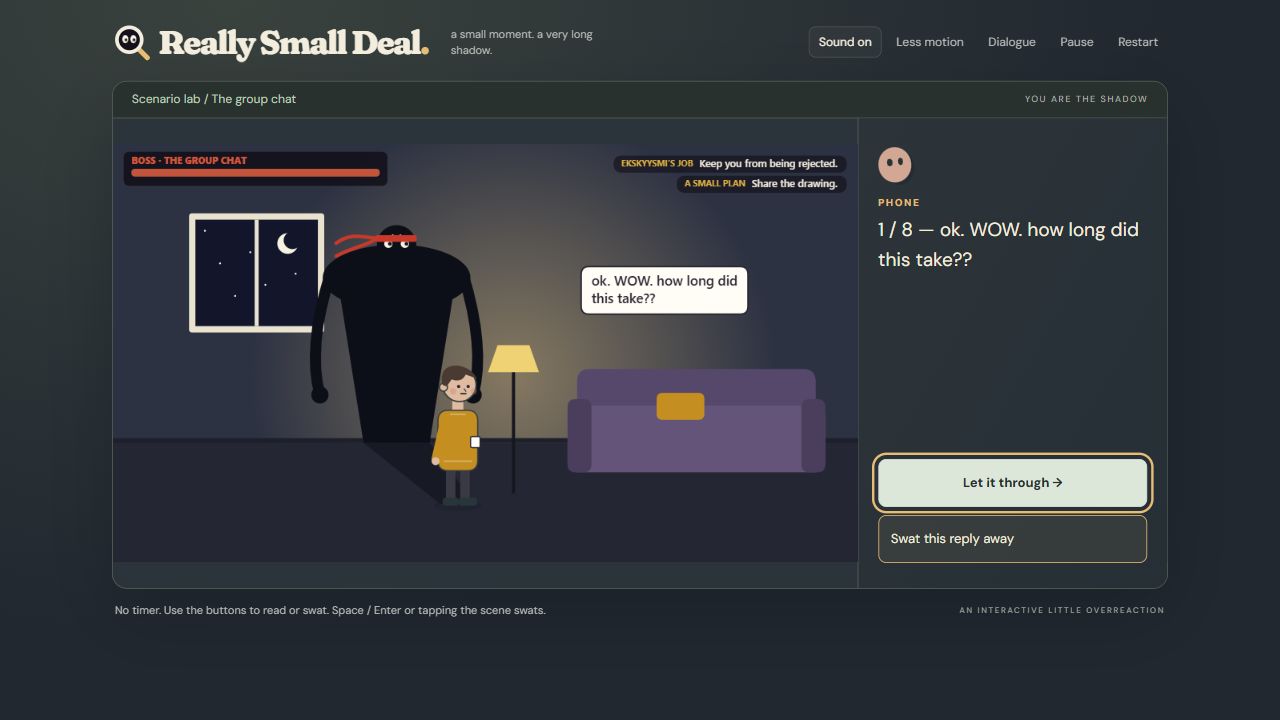 Really Small Deal.
a small moment. a very long
shadow.
Sound on
Less motion
Dialogue
Pause
Restart
Scenario lab / The group chat
YOU ARE THE SHADOW
BOSS - THE GROUP CHAT
EKSKYYSMI'S JOB Keep you from being rejected.
A SMALL PLAN Share the drawing.
ok. WOW. how long did
this take??
PHONE
1 / 8 — ok. WOW. how long did
this take??
Let it through →
Swat this reply away
No timer. Use the buttons to read or swat. Space / Enter or tapping the scene swats.
AN INTERACTIVE LITTLE OVERREACTION